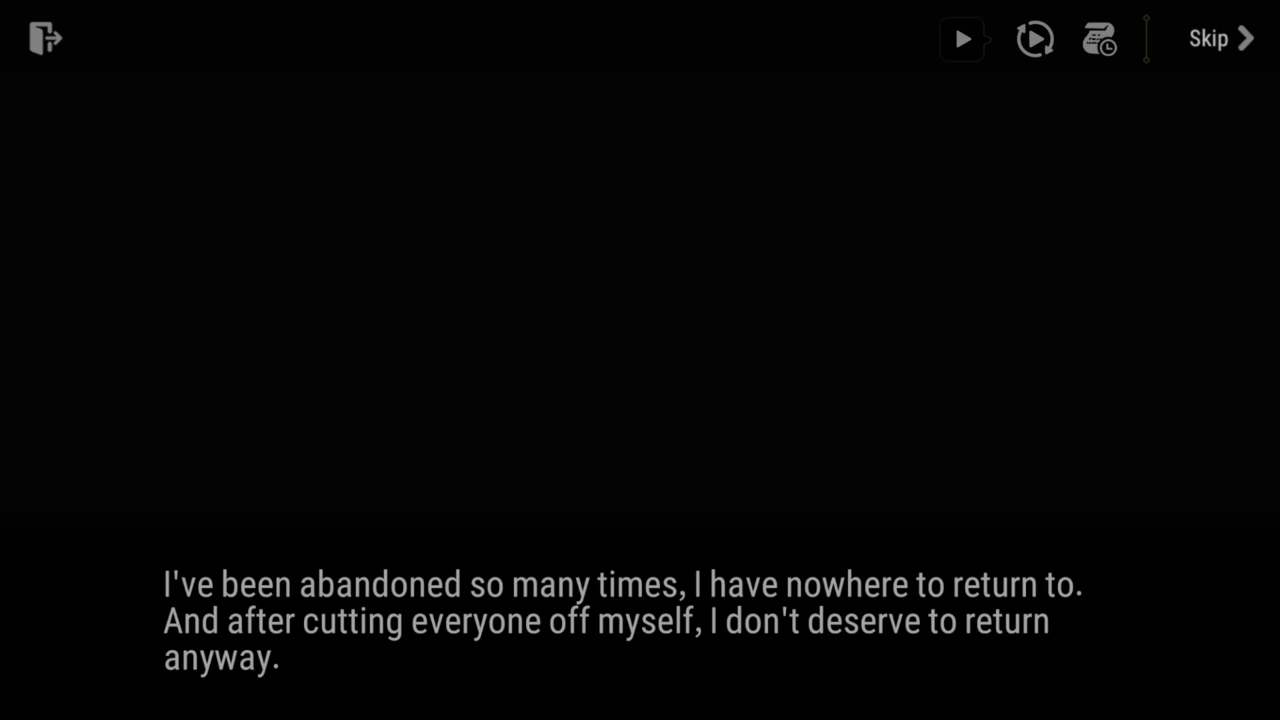 Skip
I've been abandoned so many times, I have nowhere to return to.
And after cutting everyone off myself, I don't deserve to return
anyway.